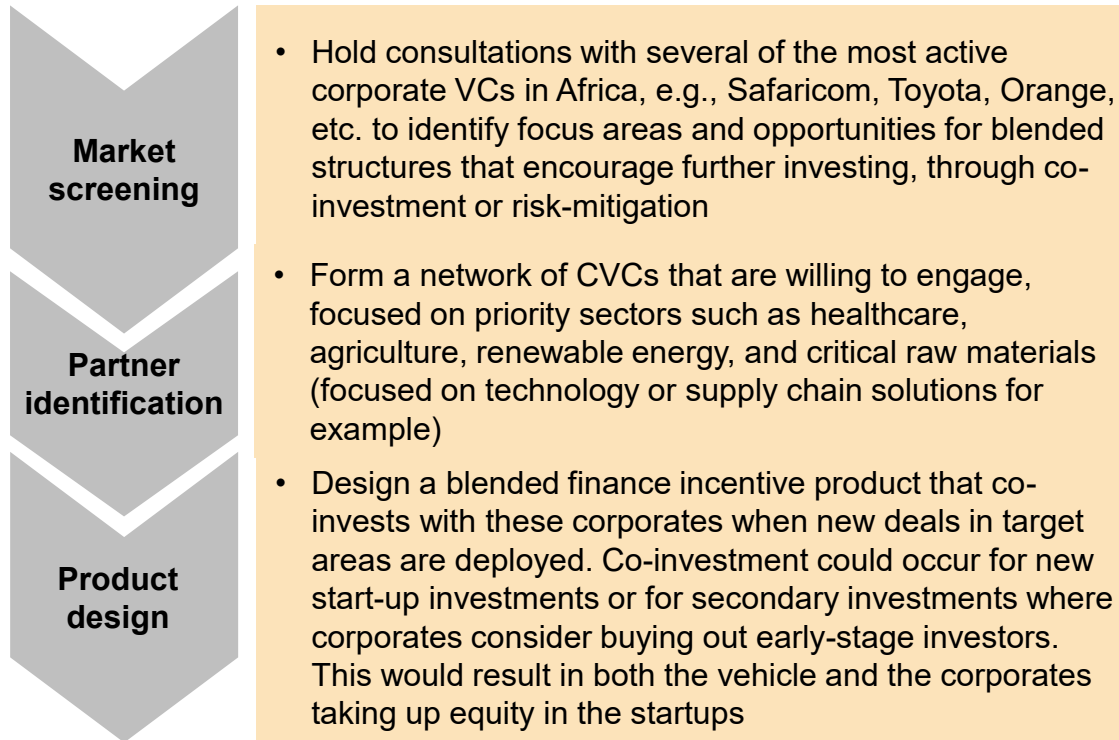 Market
screening
• Hold consultations with several of the most active
corporate VCs in Africa, e.g., Safaricom, Toyota, Orange,
etc. to identify focus areas and opportunities for blended
structures that encourage further investing, through co-
investment or risk-mitigation
Partner
identification
• Form a network of CVCs that are willing to engage,
focused on priority sectors such as healthcare,
agriculture, renewable energy, and critical raw materials
(focused on technology or supply chain solutions for
example)
Product
design
• Design a blended finance incentive product that co-
invests with these corporates when new deals in target
areas are deployed. Co-investment could occur for new
start-up investments or for secondary investments where
corporates consider buying out early-stage investors.
This would result in both the vehicle and the corporates
taking up equity in the startups